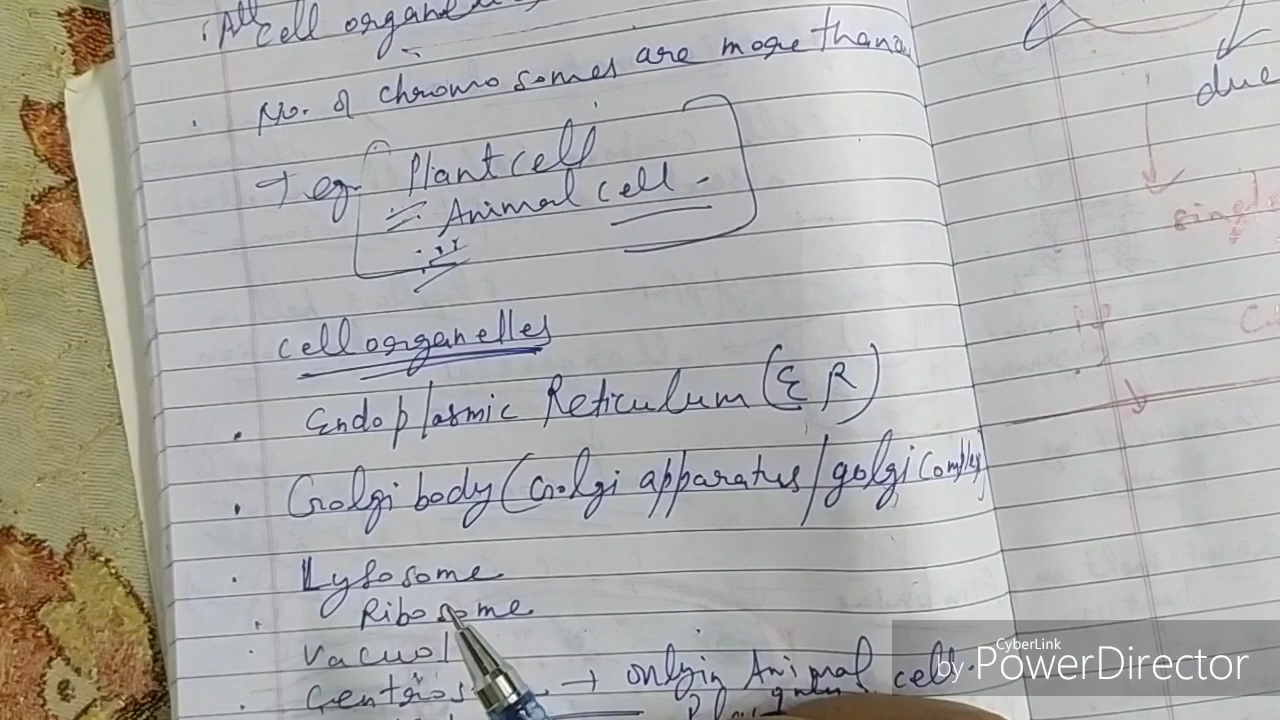 All cell
No. of chromosomes are more than a
→ eg. Plant cell
Animal cell
due
cell organelles
• Endoplasmic Reticulum (ER)
• Golgi body (Golgi apparatus/golgi Complex)
• Lysosome
• Ribosome
• Vacuol
• → only in Animal cell.
CyberLink
by PowerDirector